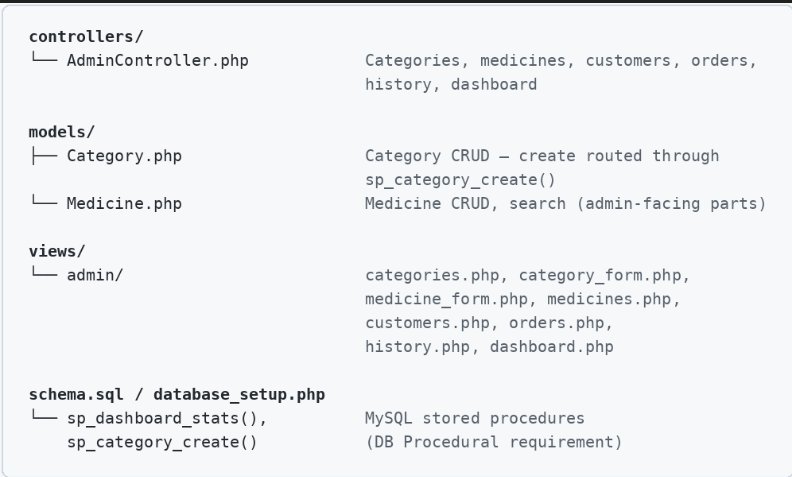 controllers/
└── AdminController.php Categories, medicines, customers, orders,
history, dashboard
models/
├── Category.php Category CRUD — create routed through
sp_category_create()
└── Medicine.php Medicine CRUD, search (admin-facing parts)
views/
└── admin/ categories.php, category_form.php,
medicine_form.php, medicines.php,
customers.php, orders.php,
history.php, dashboard.php
schema.sql / database_setup.php
└── sp_dashboard_stats(), MySQL stored procedures
sp_category_create() (DB Procedural requirement)